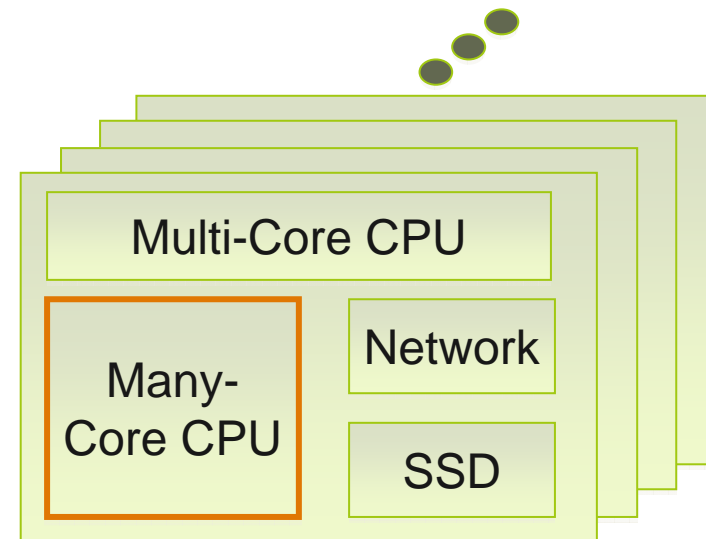 Multi-Core CPU
Many-
Core CPU
Network
SSD